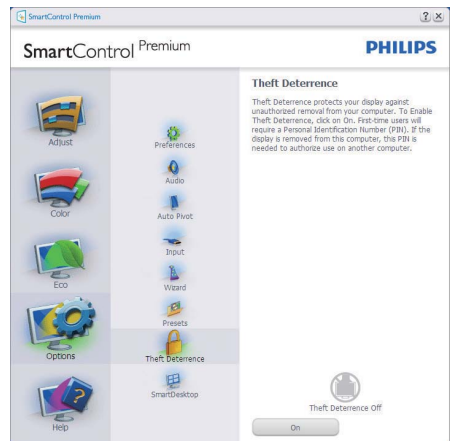 SmartControl Premium
SmartControl Premium
PHILIPS
Adjust
Color
Eco
Options
Help
Preferences
Audio
Auto Pivot
Input
Wizard
Presets
Theft Deterrence
SmartDesktop
Theft Deterrence
Theft Deterrence protects your display against
unauthorized removal from your computer. To Enable
Theft Deterrence, click on On. First-time users will
require a Personal Identification Number (PIN). If the
display is removed from this computer, this PIN is
needed to authorize use on another computer.
Theft Deterrence Off
On